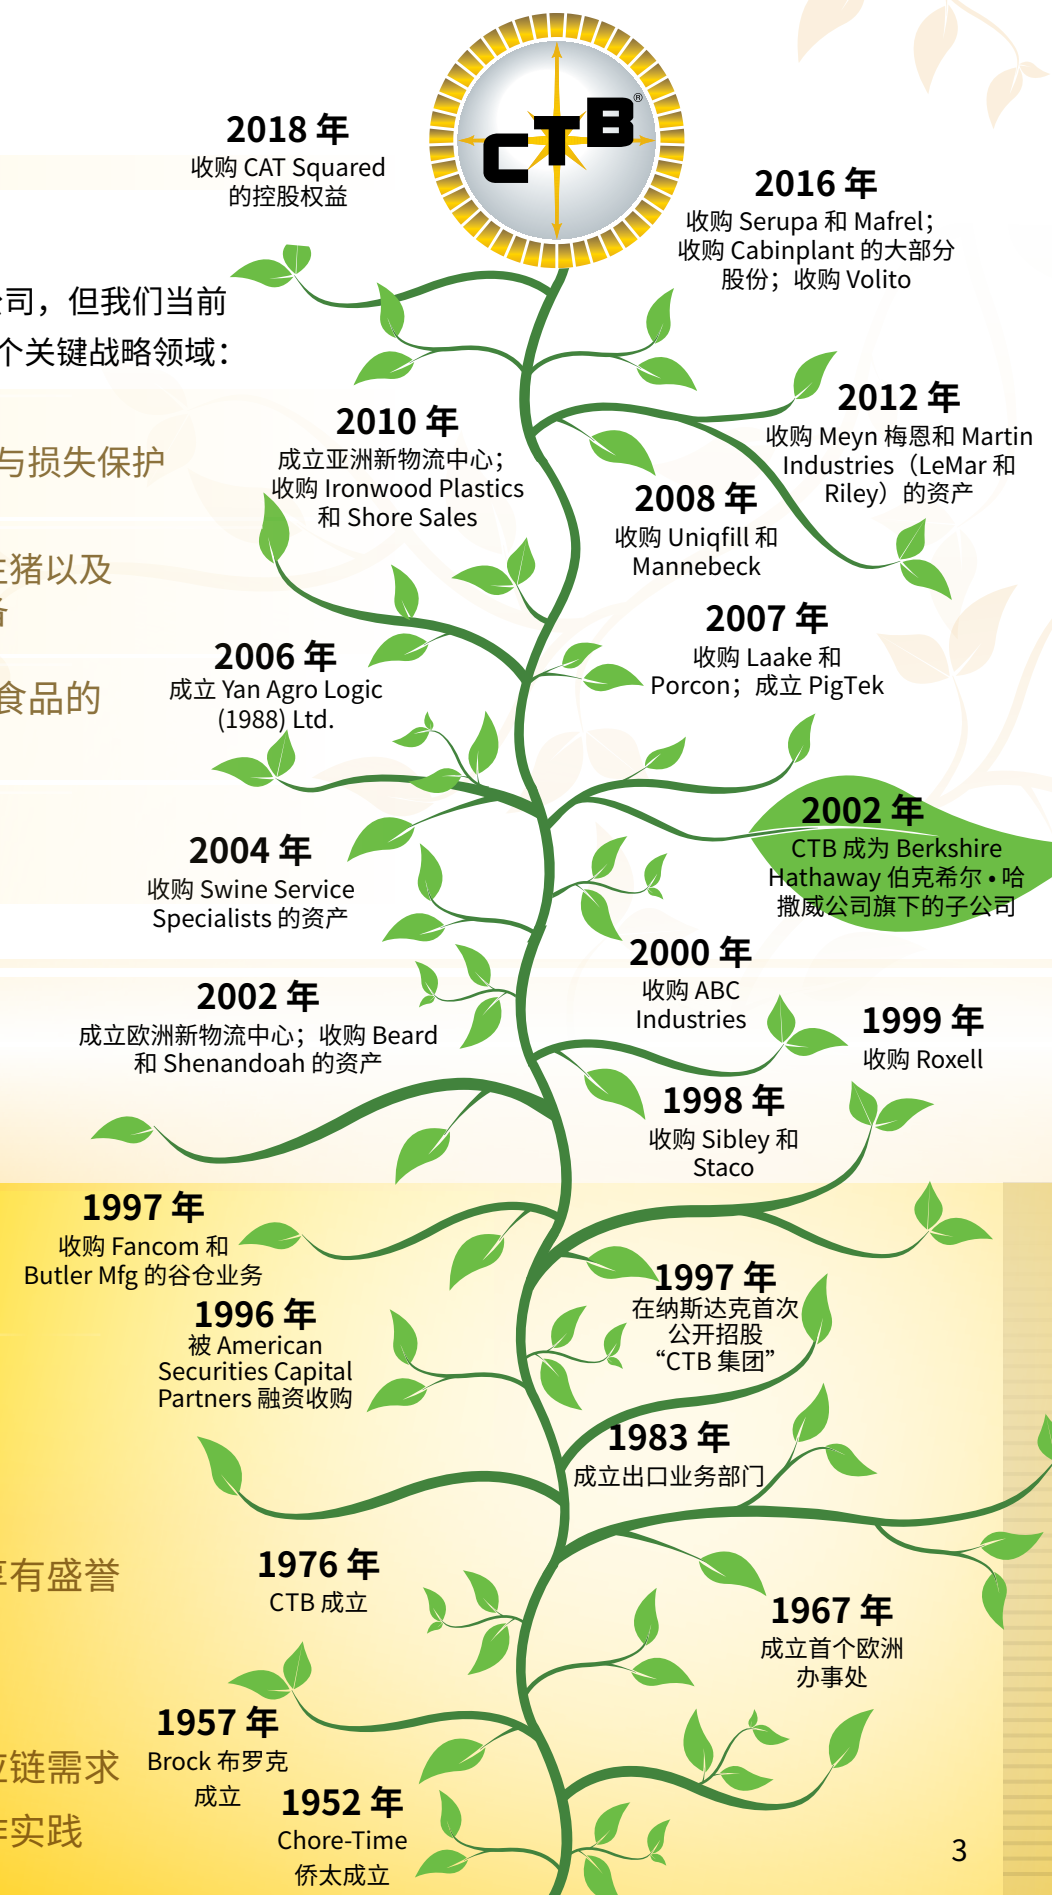 CTB®
2018 年
收购 CAT Squared
的控股权益
2016 年
收购 Serupa 和 Mafrel；
收购 Cabinplant 的大部分
股份；收购 Volito
司，但我们当前
个关键战略领域：
2012 年
收购 Meyn 梅恩和 Martin
Industries（LeMar 和
Riley）的资产
2010 年
成立亚洲新物流中心；
收购 Ironwood Plastics
和 Shore Sales
与损失保护
2008 年
收购 Uniqfill 和
Mannebeck
生猪以及
备
2007 年
收购 Laake 和
Porcon；成立 PigTek
2006 年
成立 Yan Agro Logic
(1988) Ltd.
食品的
2002 年
CTB 成为 Berkshire
Hathaway 伯克希尔 • 哈
撒威公司旗下的子公司
2004 年
收购 Swine Service
Specialists 的资产
2000 年
收购 ABC
Industries
2002 年
成立欧洲新物流中心；收购 Beard
和 Shenandoah 的资产
1999 年
收购 Roxell
1998 年
收购 Sibley 和
Staco
1997 年
收购 Fancom 和
Butler Mfg 的谷仓业务
1997 年
在纳斯达克首次
公开招股
“CTB 集团”
1996 年
被 American
Securities Capital
Partners 融资收购
1983 年
成立出口业务部门
享有盛誉
1976 年
CTB 成立
1967 年
成立首个欧洲
办事处
1957 年
Brock 布罗克
成立
应链需求
1952 年
Chore-Time
侨太成立
作实践
3